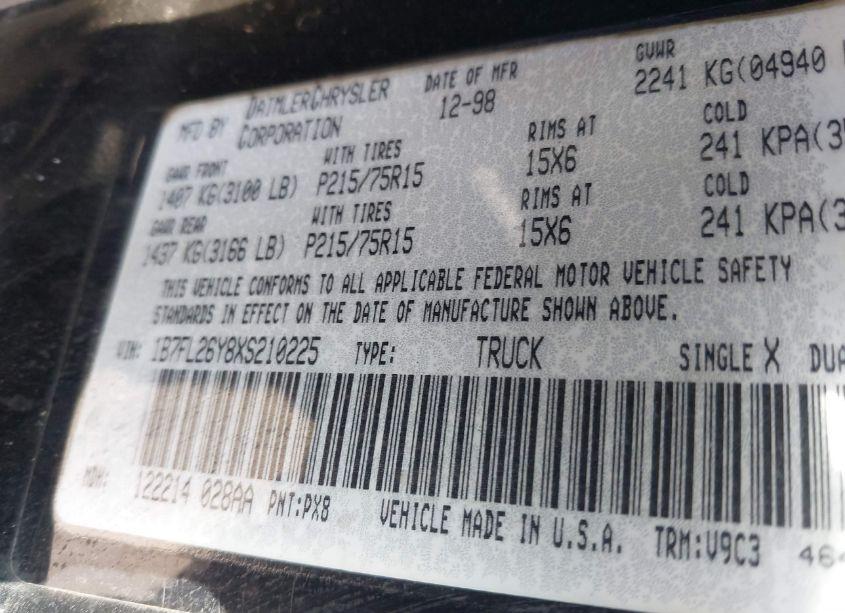 MFD BY DAIMLERCHRYSLER CORPORATION DATE OF MFR 12-98 GVWR 2241 KG(04940
GAWR FRONT WITH TIRES RIMS AT COLD
1407 KG(3100 LB) P215/75R15 15X6 241 KPA(3
GAWR REAR WITH TIRES RIMS AT COLD
1437 KG(3166 LB) P215/75R15 15X6 241 KPA(3
THIS VEHICLE CONFORMS TO ALL APPLICABLE FEDERAL MOTOR VEHICLE SAFETY
STANDARDS IN EFFECT ON THE DATE OF MANUFACTURE SHOWN ABOVE.
VIN: 1B7FL26Y8XS210225 TYPE: TRUCK SINGLE X DUA
MDH: 122214 028AA PNT:PX8 VEHICLE MADE IN U.S.A. TRM:V9C3 464